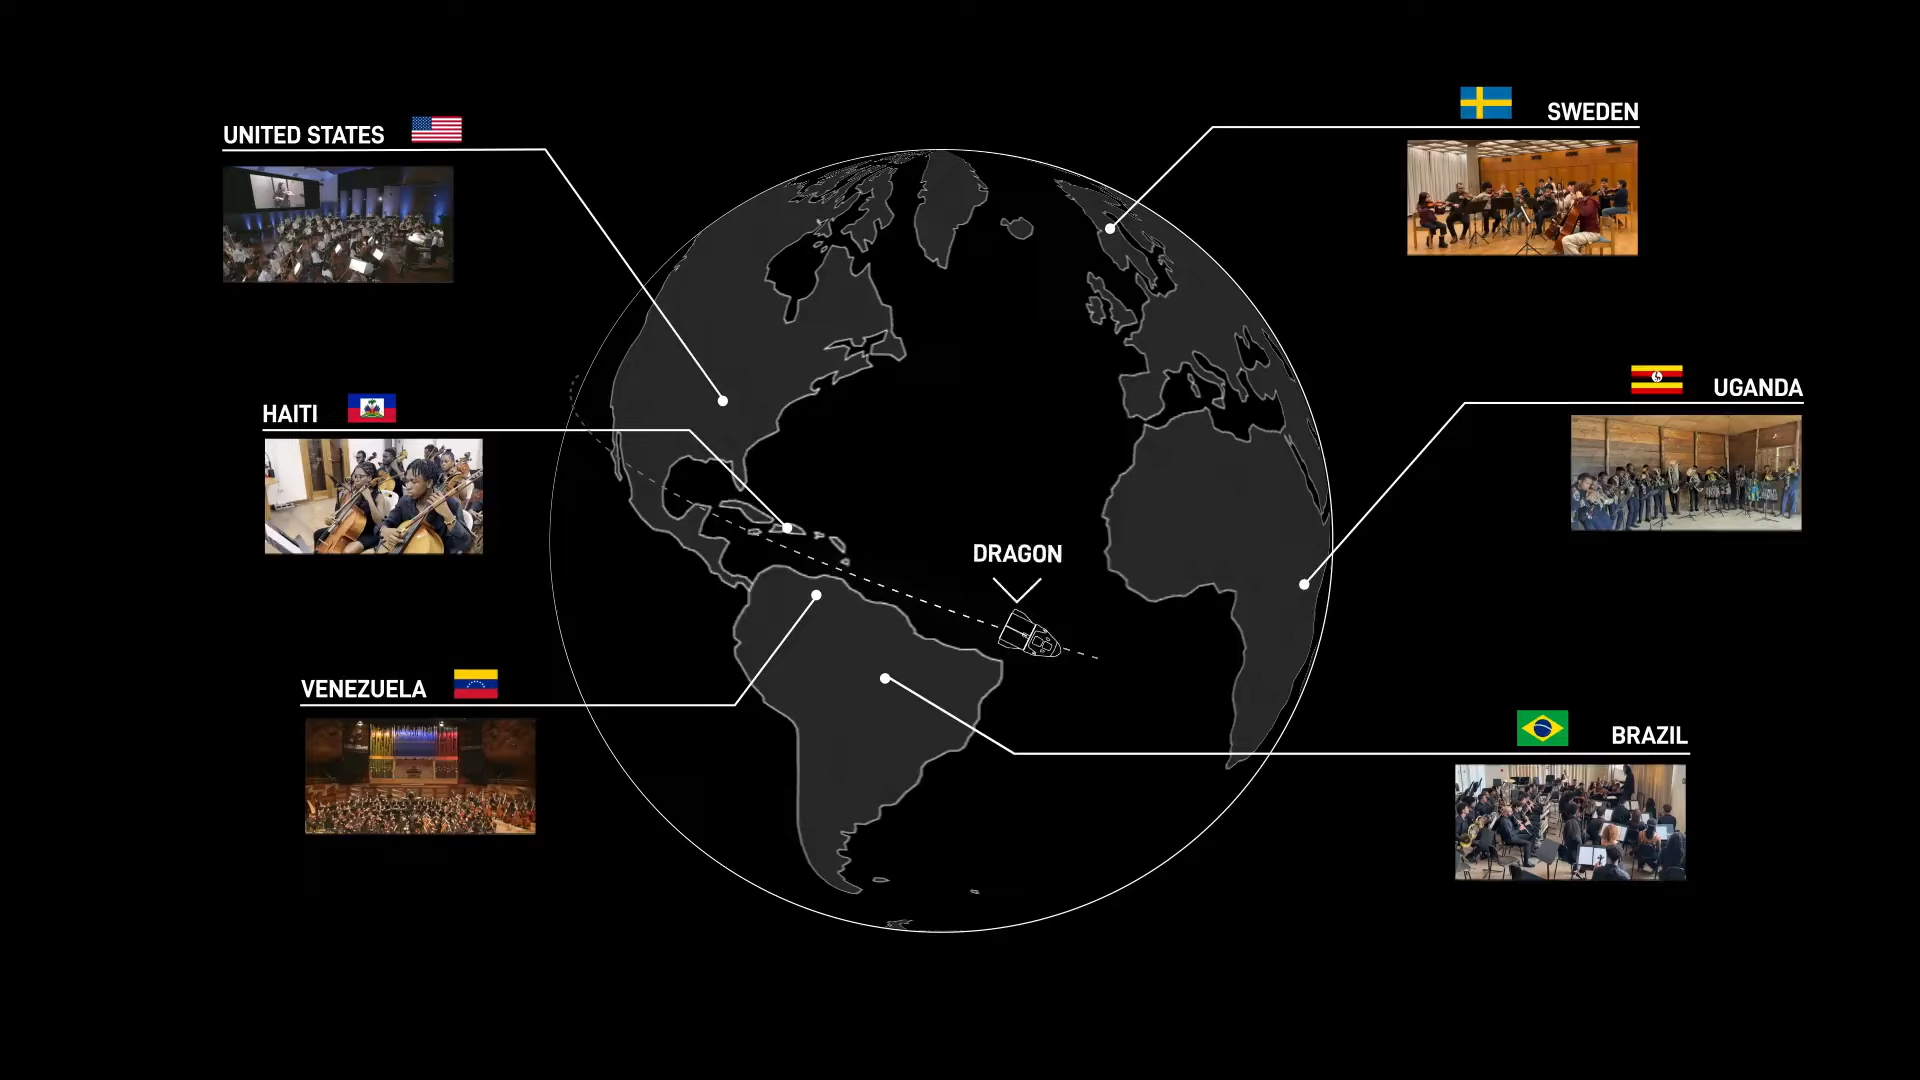 UNITED STATES
SWEDEN
HAITI
UGANDA
DRAGON
VENEZUELA
BRAZIL